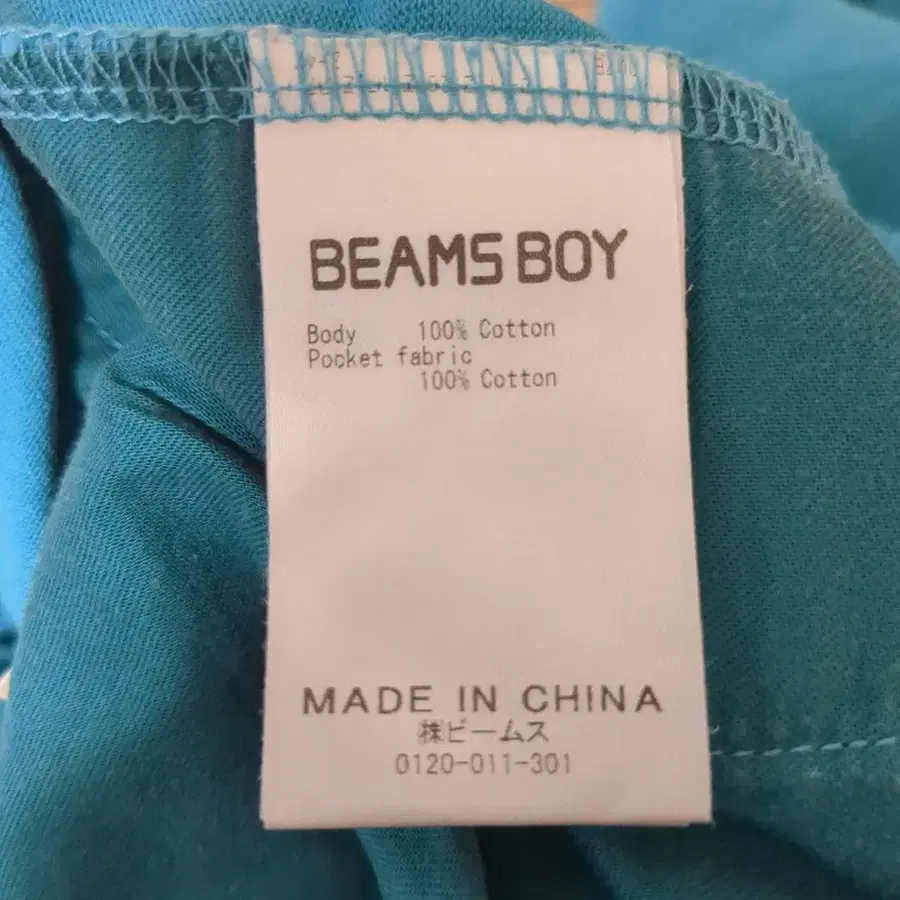 BEAMS BOY
Body 100% Cotton
Pocket fabric
100% Cotton
MADE IN CHINA
㈱ビームス
0120-011-301